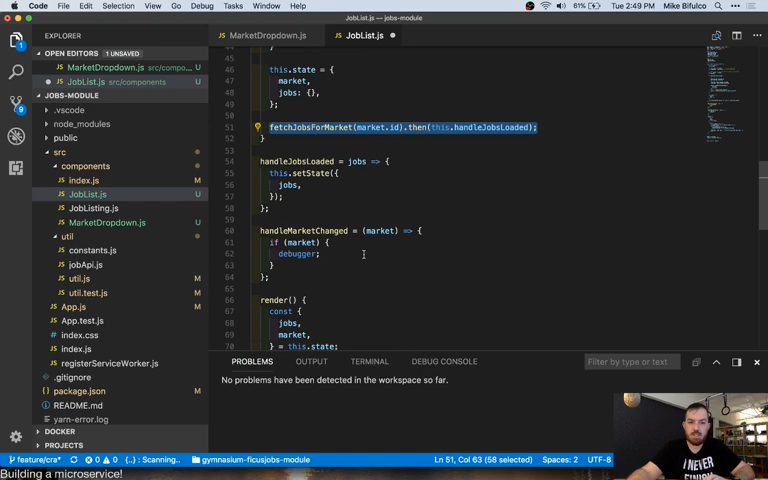 Code File Edit Selection View Go Debug Tasks Window Help 61% Tue 2:49 PM Mike Bifulco
JobList.js — jobs-module
EXPLORER
MarketDropdown.js JobList.js
OPEN EDITORS 1 UNSAVED
MarketDropdown.js src/compo... U
JobList.js src/components U
JOBS-MODULE
.vscode
node_modules
public
src
components
index.js M
JobList.js U
JobListing.js
MarketDropdown.js U
util
constants.js
jobApi.js
util.js M
util.test.js M
App.js M
App.test.js
index.css
index.js
registerServiceWorker.js
.gitignore
package.json M
README.md
yarn-error.log
DOCKER
PROJECTS
1
9
44 }
45
46 this.state = {
47 market,
48 jobs: {},
49 };
50
51 fetchJobsForMarket(market.id).then(this.handleJobsLoaded);
52 }
53
54 handleJobsLoaded = jobs => {
55 this.setState({
56 jobs,
57 });
58 };
59
60 handleMarketChanged = (market) => {
61 if (market) {
62 debugger;
63 }
64 };
65
66 render() {
67 const {
68 jobs,
69 market,
70 } = this.state;
PROBLEMS OUTPUT TERMINAL DEBUG CONSOLE Filter by type or text
No problems have been detected in the workspace so far.
I NEVER
FINISH
feature/cra* 0 0 Scanning.. gymnasium-ficusjobs-module Ln 51, Col 63 (58 selected) Spaces: 2 UTF-8
Building a microservice!